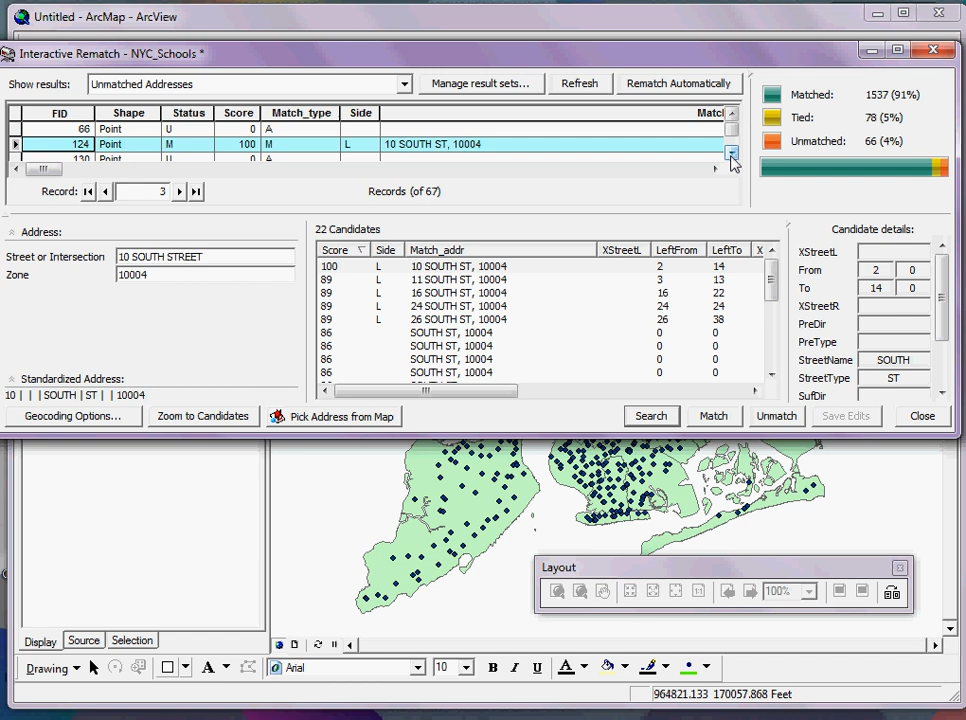 Untitled - ArcMap - ArcView
Interactive Rematch - NYC_Schools *
Show results: Unmatched Addresses Manage result sets... Refresh Rematch Automatically
FID Shape Status Score Match_type Side Matc
66 Point U 0 A
124 Point M 100 M L 10 SOUTH ST, 10004
130 Point U 0 A
Record: 3 Records (of 67)
Matched: 1537 (91%)
Tied: 78 (5%)
Unmatched: 66 (4%)
Address:
Street or Intersection 10 SOUTH STREET
Zone 10004
Standardized Address:
10 | | | SOUTH | ST | | 10004
22 Candidates
Score Side Match_addr XStreetL LeftFrom LeftTo X
100 L 10 SOUTH ST, 10004 2 14
89 L 11 SOUTH ST, 10004 3 13
89 L 16 SOUTH ST, 10004 16 22
89 L 24 SOUTH ST, 10004 24 24
89 L 26 SOUTH ST, 10004 26 38
86 SOUTH ST, 10004 0 0
86 SOUTH ST, 10004 0 0
86 SOUTH ST, 10004 0 0
86 SOUTH ST, 10004 0 0
Candidate details:
XStreetL
From 2 0
To 14 0
XStreetR
PreDir
PreType
StreetName SOUTH
StreetType ST
SufDir
Geocoding Options... Zoom to Candidates Pick Address from Map Search Match Unmatch Save Edits Close
Layout
1:1 100%
Display Source Selection
Drawing A Arial 10 B I U A
964821.133 170057.868 Feet